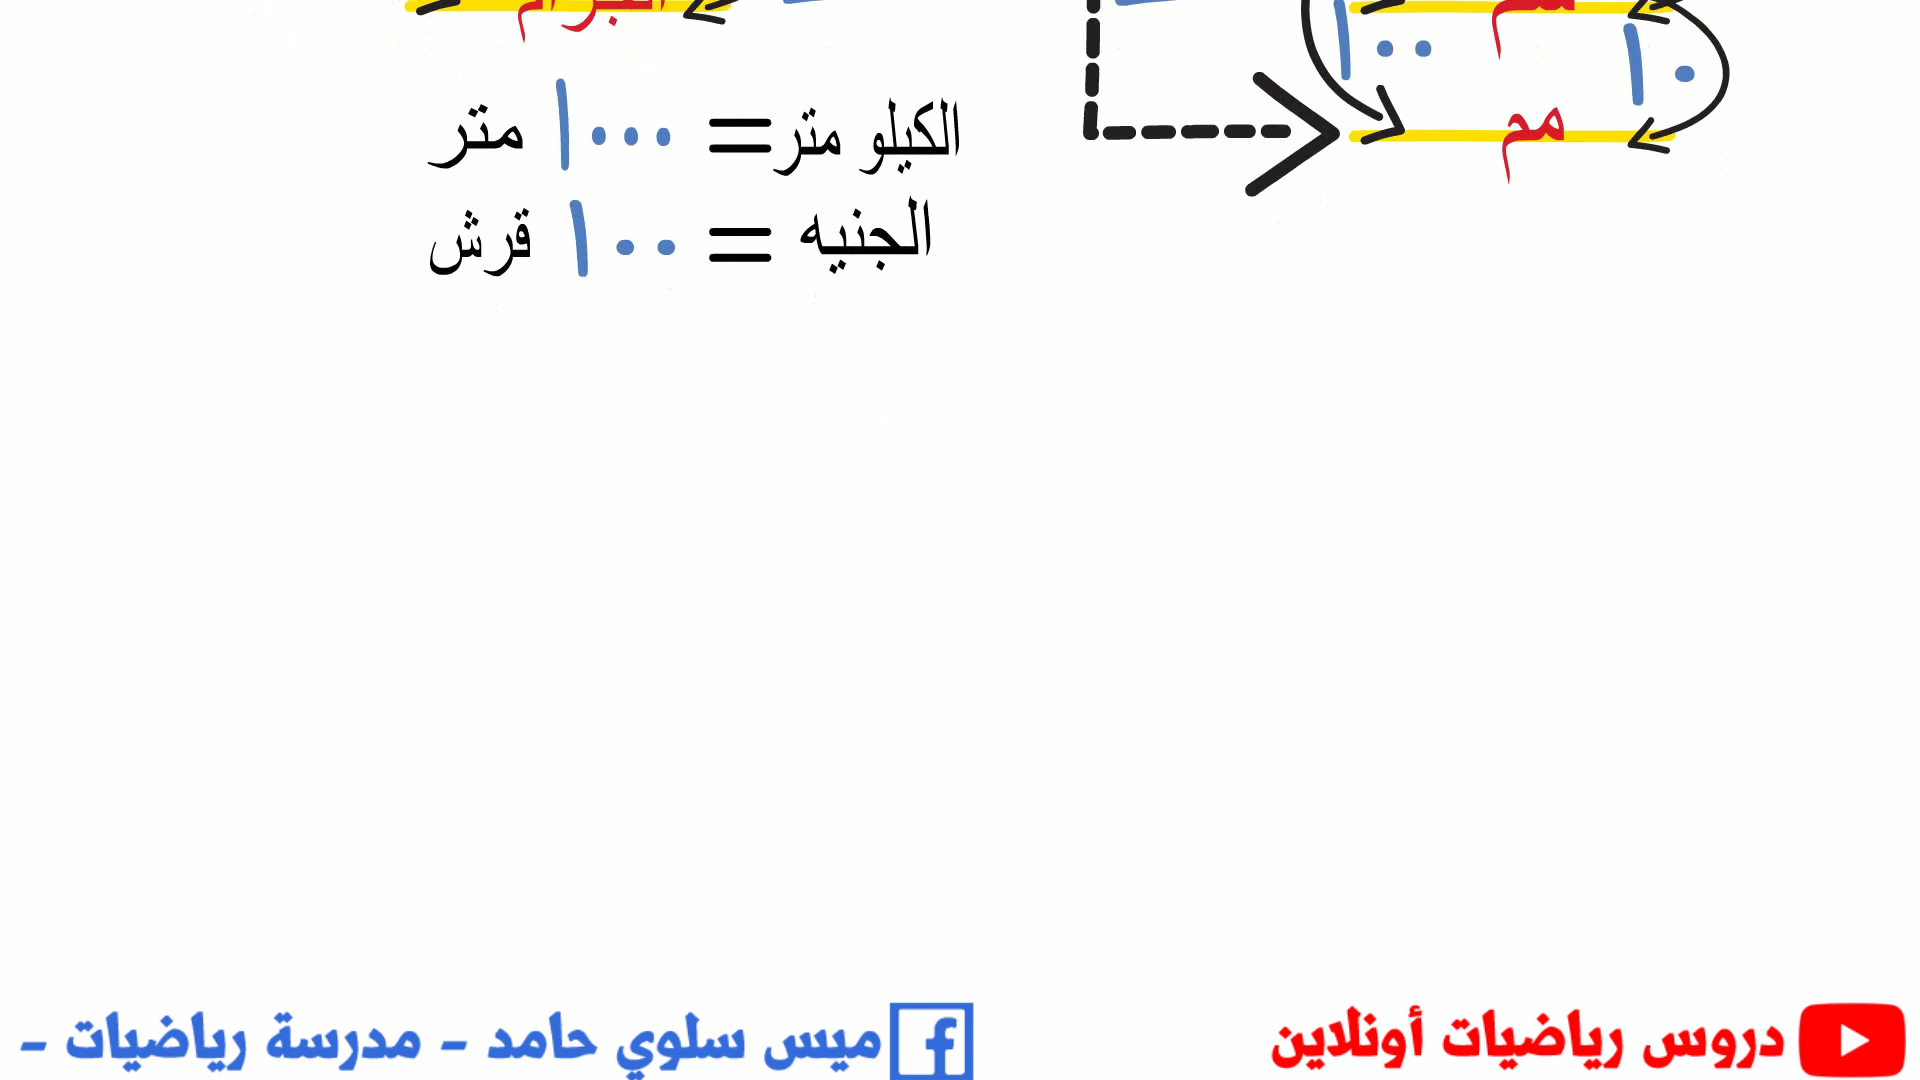 ١٠٠
١٠
مم
الكيلو متر = ١٠٠٠ متر
الجنيه = ١٠٠ قرش
دروس رياضيات أونلاين
ميس سلوي حامد - مدرسة رياضيات -